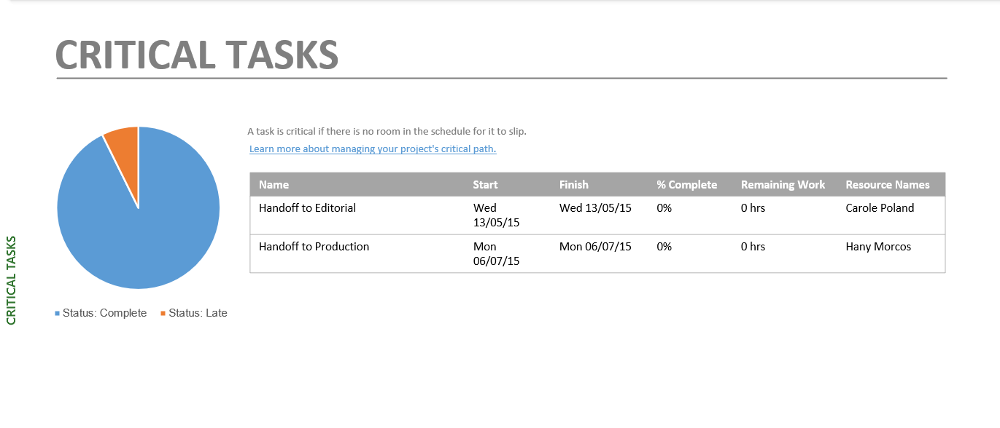 CRITICAL TASKS
A task is critical if there is no room in the schedule for it to slip.
Learn more about managing your project's critical path.
Name Start Finish % Complete Remaining Work Resource Names
Handoff to Editorial Wed 13/05/15 Wed 13/05/15 0% 0 hrs Carole Poland
Handoff to Production Mon 06/07/15 Mon 06/07/15 0% 0 hrs Hany Morcos
Status: Complete Status: Late
CRITICAL TASKS